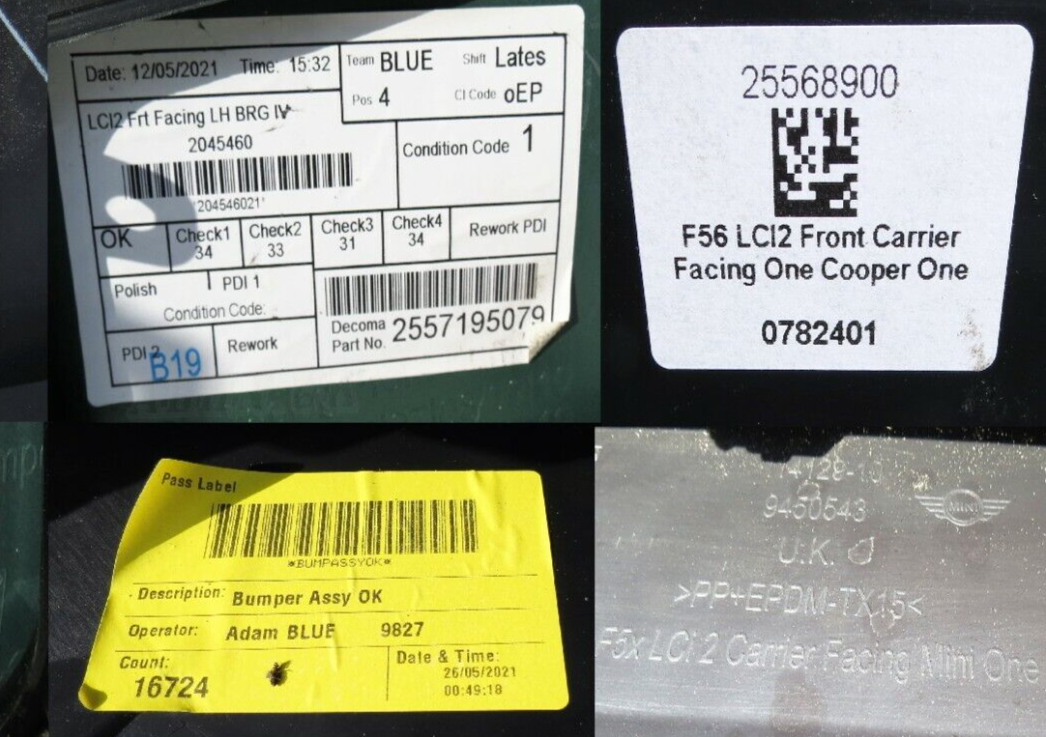 Date: 12/05/2021 Time: 15:32
Team BLUE Shift Lates
Pos 4 CI Code oEP
LCI2 Frt Facing LH BRG IV
2045460
Condition Code 1
204546021
OK Check1 34 Check2 33 Check3 31 Check4 34 Rework PDI
Polish PDI 1
Condition Code:
PDI 2 B19 Rework
Decoma Part No. 2557195079
25568900
F56 LCI2 Front Carrier
Facing One Cooper One
0782401
Pass Label
*BUMPASSYOK*
Description: Bumper Assy OK
Operator: Adam BLUE 9827
Count: 16724
Date & Time:
26/05/2021
00:49:18
9450543
MINI
U.K.
>PP+EPDM-TX15<
F5x LCI 2 Carrier Facing Mini One